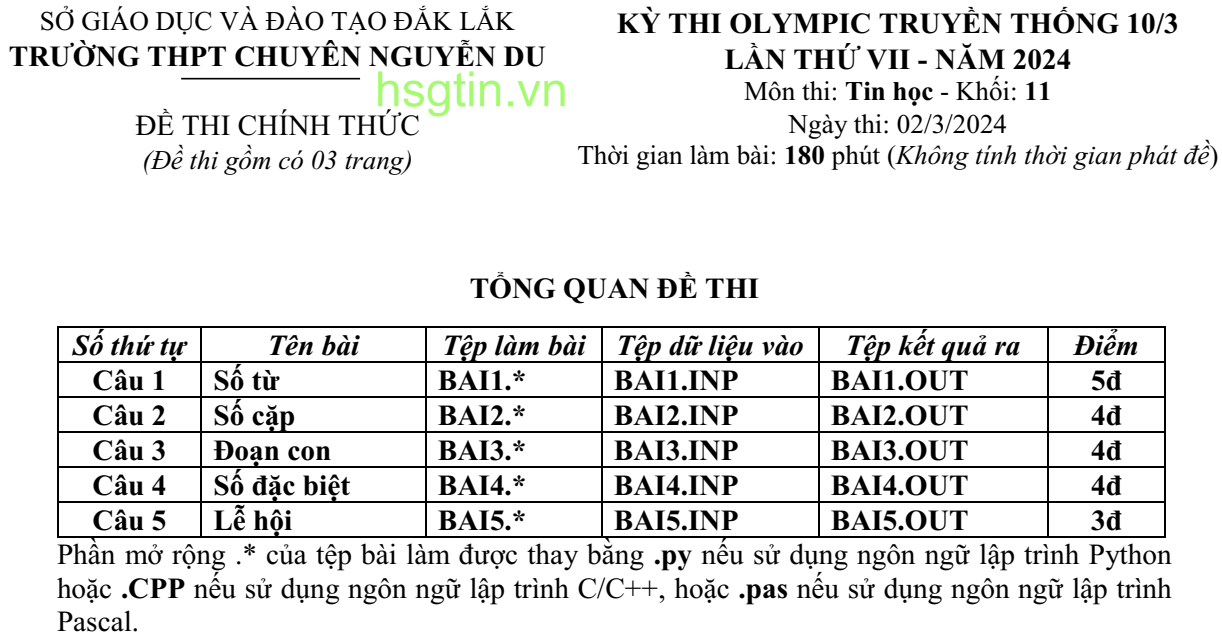 SỞ GIÁO DỤC VÀ ĐÀO TẠO ĐẮK LẮK
TRƯỜNG THPT CHUYÊN NGUYỄN DU
hsgtin.vn
ĐỀ THI CHÍNH THỨC
(Đề thi gồm có 03 trang)
KỲ THI OLYMPIC TRUYỀN THỐNG 10/3
LẦN THỨ VII - NĂM 2024
Môn thi: Tin học - Khối: 11
Ngày thi: 02/3/2024
Thời gian làm bài: 180 phút (Không tính thời gian phát đề)
TỔNG QUAN ĐỀ THI
Số thứ tự Tên bài Tệp làm bài Tệp dữ liệu vào Tệp kết quả ra Điểm
Câu 1 Số từ BAI1.* BAI1.INP BAI1.OUT 5đ
Câu 2 Số cặp BAI2.* BAI2.INP BAI2.OUT 4đ
Câu 3 Đoạn con BAI3.* BAI3.INP BAI3.OUT 4đ
Câu 4 Số đặc biệt BAI4.* BAI4.INP BAI4.OUT 4đ
Câu 5 Lễ hội BAI5.* BAI5.INP BAI5.OUT 3đ
Phần mở rộng .* của tệp bài làm được thay bằng .py nếu sử dụng ngôn ngữ lập trình Python
hoặc .CPP nếu sử dụng ngôn ngữ lập trình C/C++, hoặc .pas nếu sử dụng ngôn ngữ lập trình
Pascal.